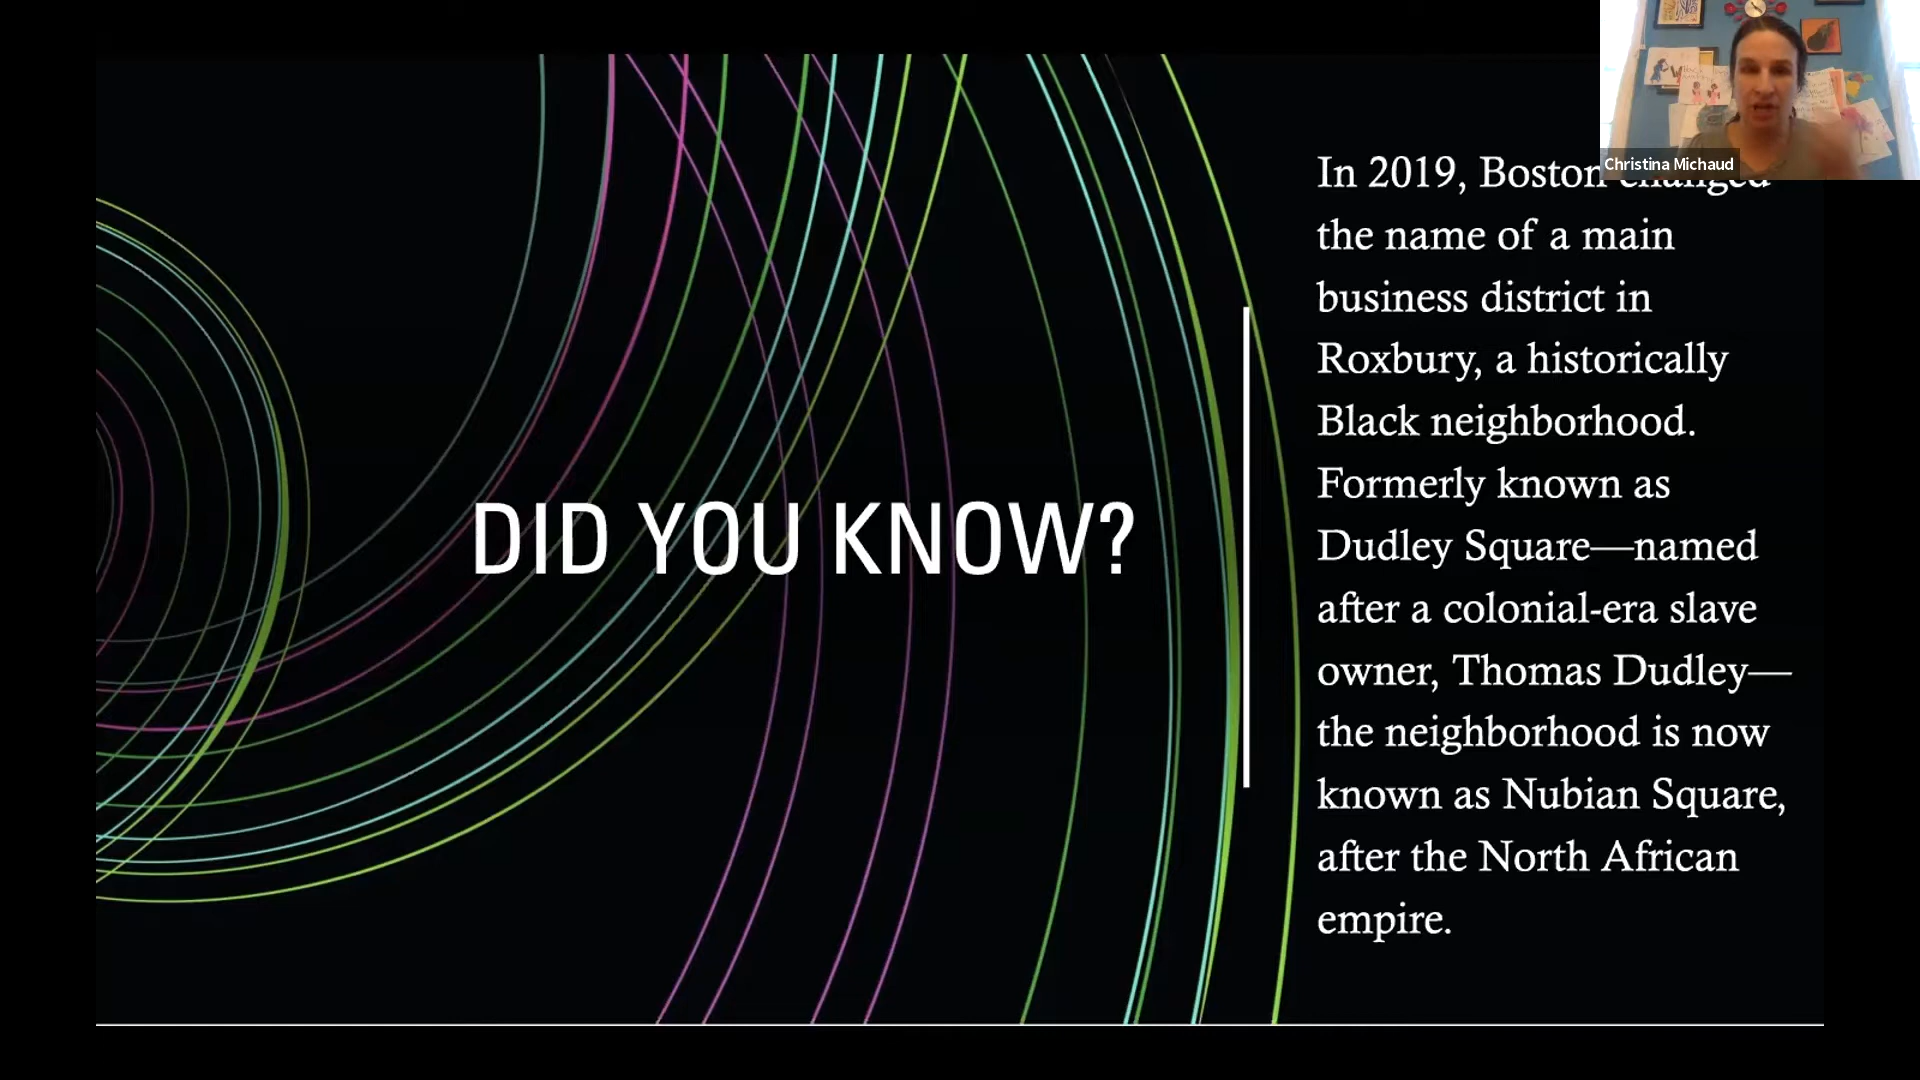 DID YOU KNOW?
In 2019, Boston changed
the name of a main
business district in
Roxbury, a historically
Black neighborhood.
Formerly known as
Dudley Square—named
after a colonial-era slave
owner, Thomas Dudley—
the neighborhood is now
known as Nubian Square,
after the North African
empire.
Christina Michaud